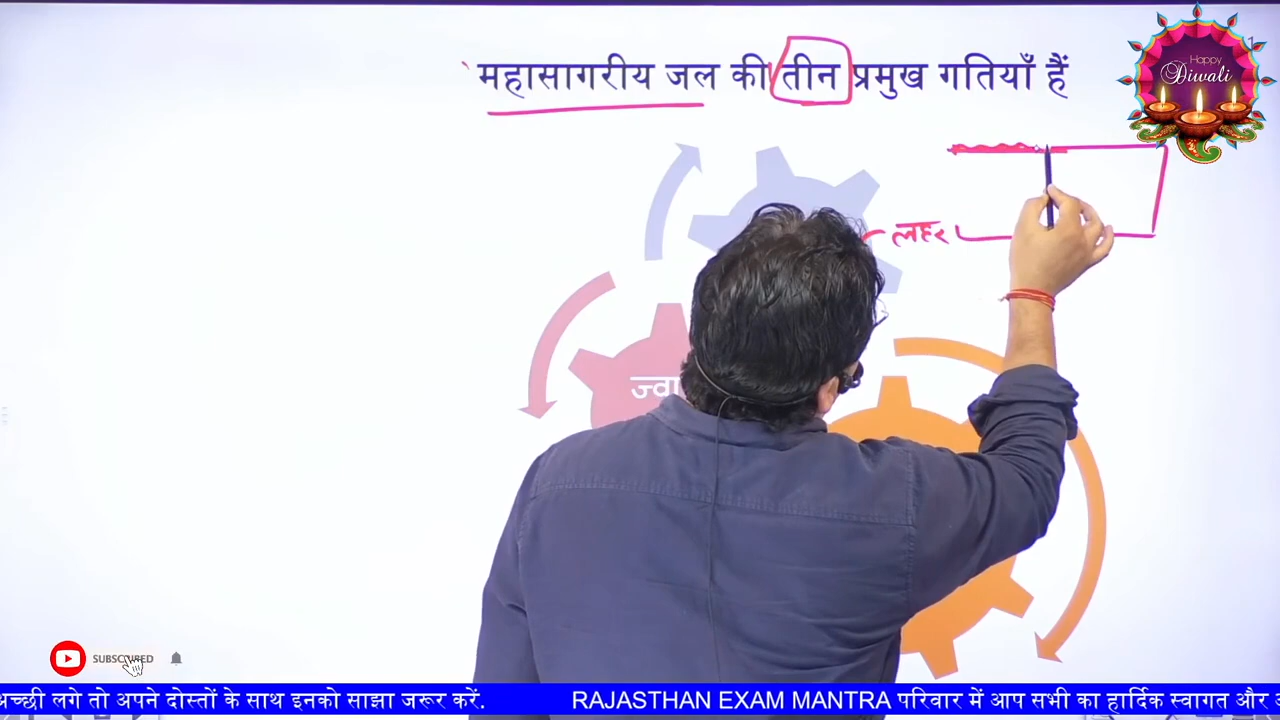 महासागरीय जल की तीन प्रमुख गतियाँ हैं
Happy
Diwali
लहर
SUBSCRIBED
अच्छी लगे तो अपने दोस्तों के साथ इनको साझा जरूर करें. RAJASTHAN EXAM MANTRA परिवार में आप सभी का हार्दिक स्वागत और